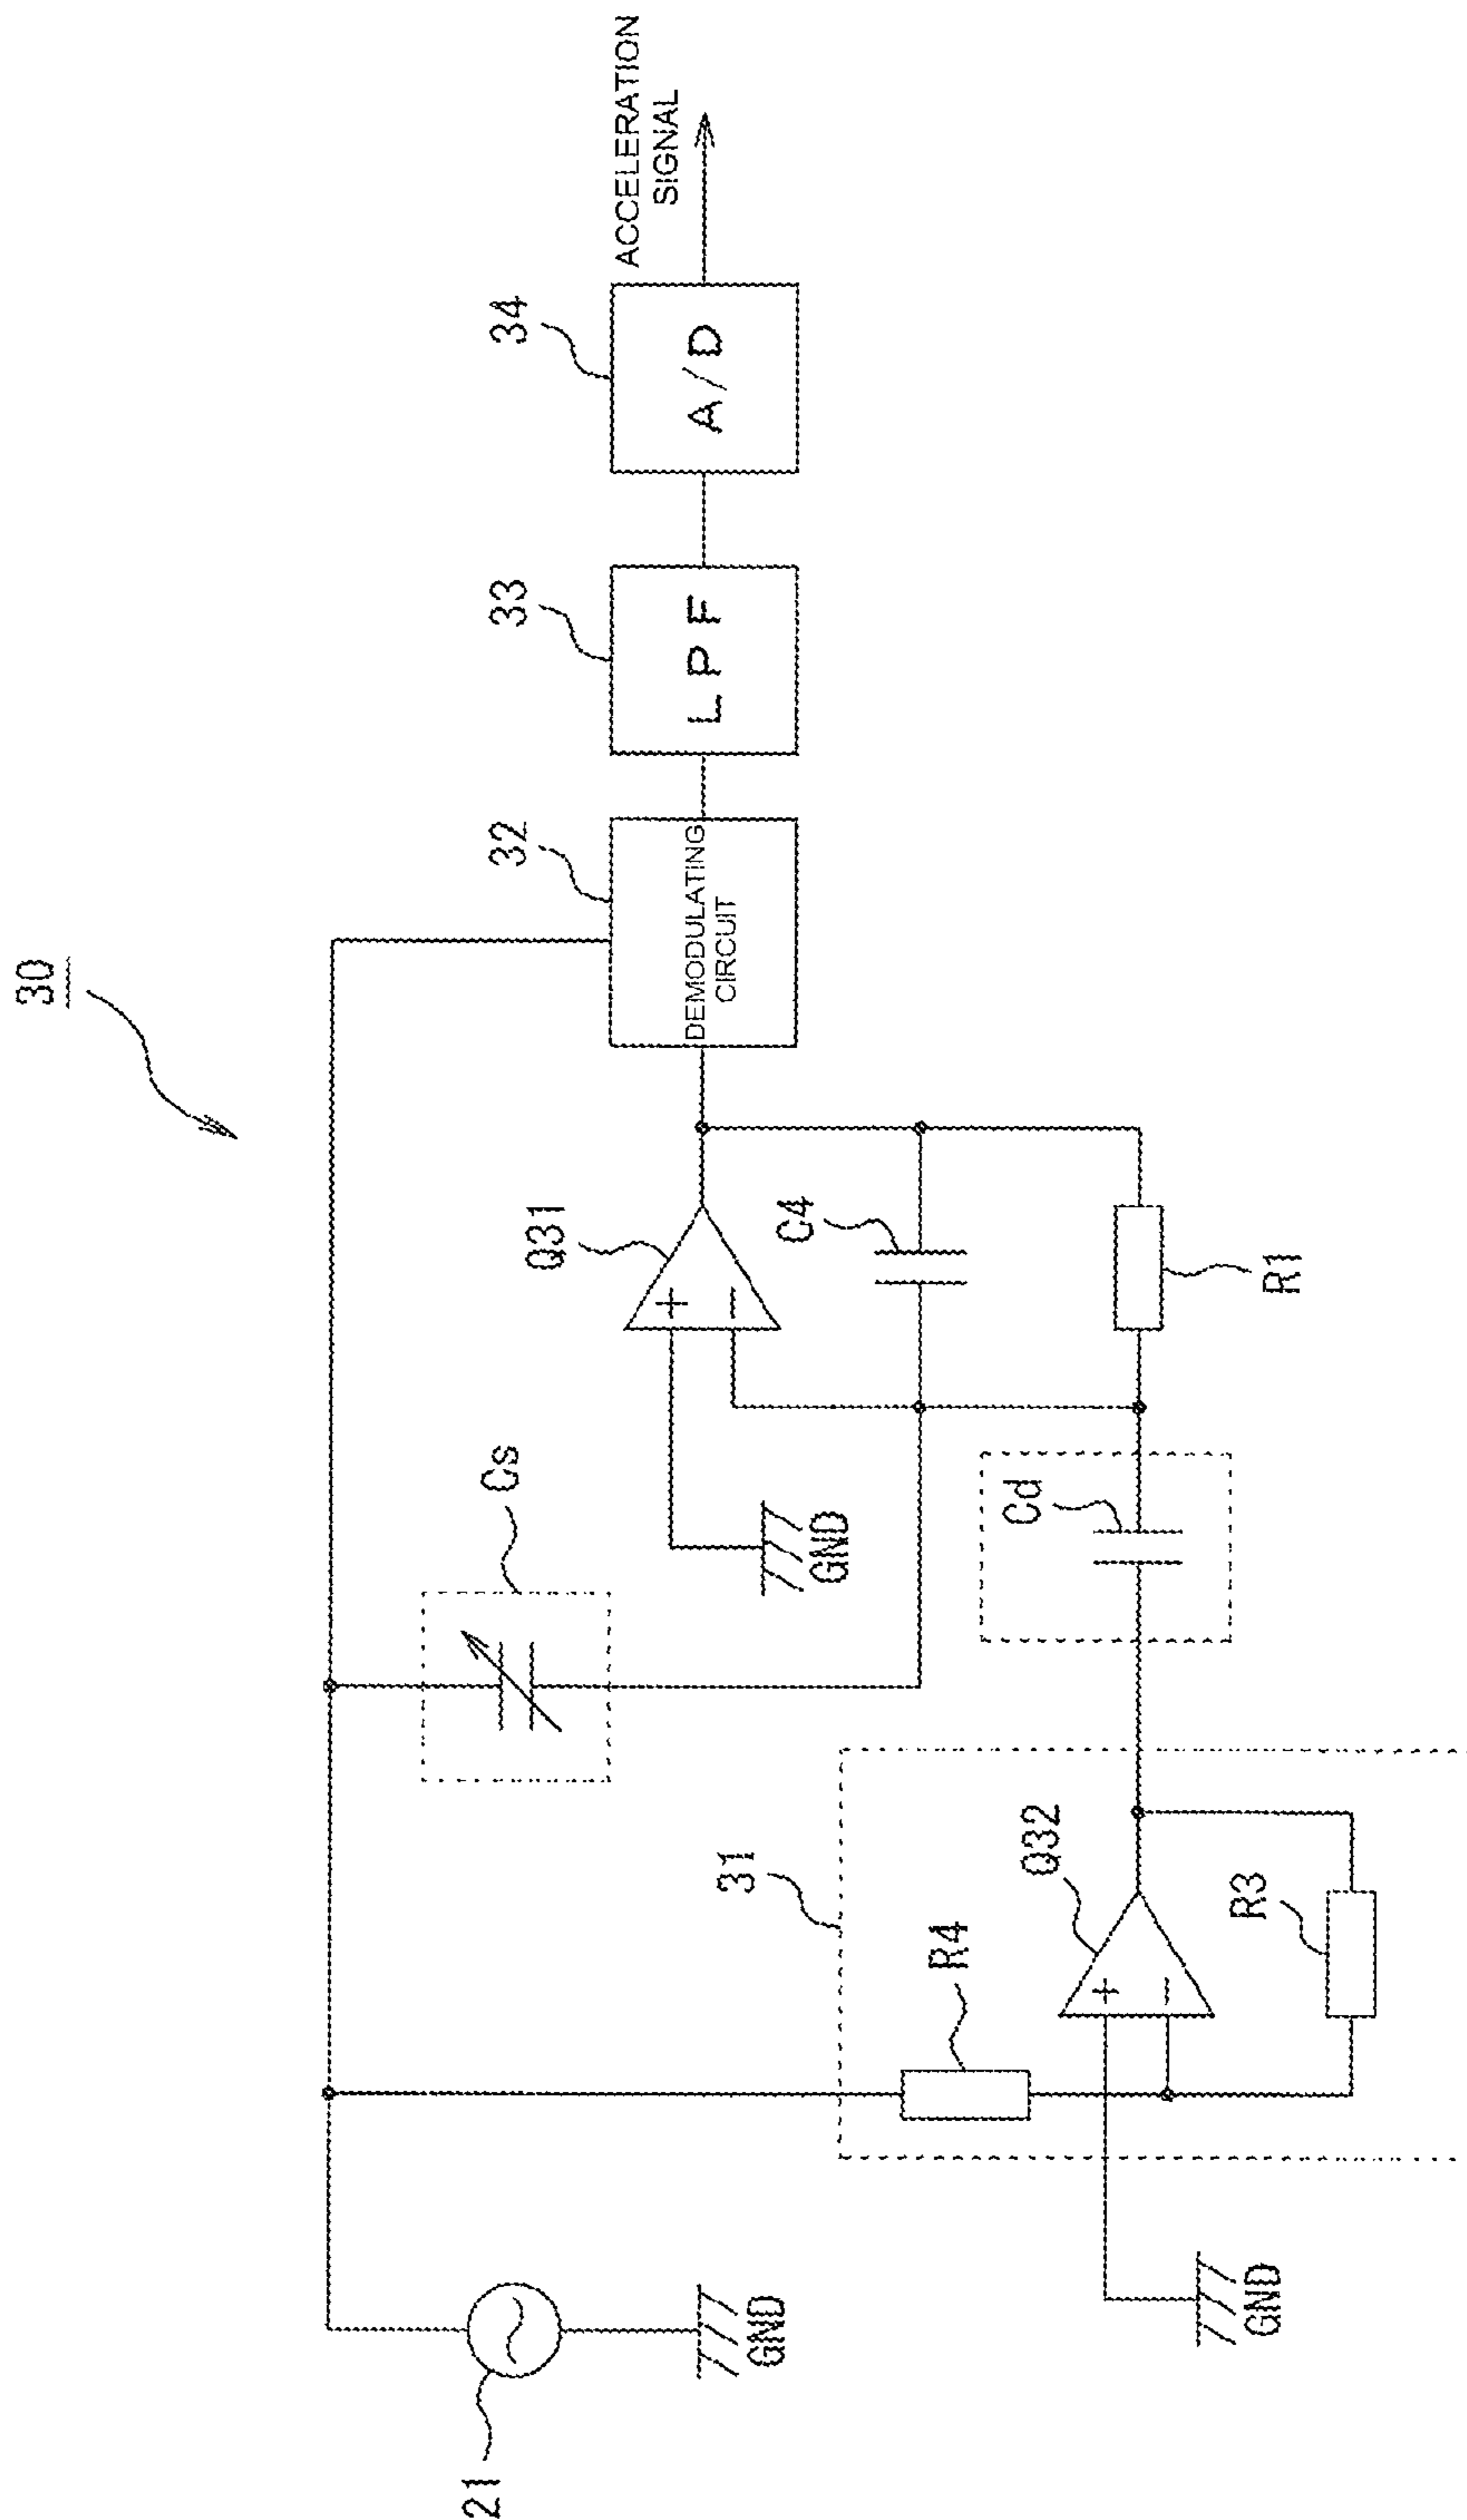 30
ACCELERATION
SIGNAL
34
A/D
33
LPF
32
DEMODULATING
CIRCUIT
Q31
+
−
C4
R1
Cs
GND
Cd
31
Q32
+
−
R4
R3
21
GND
GND